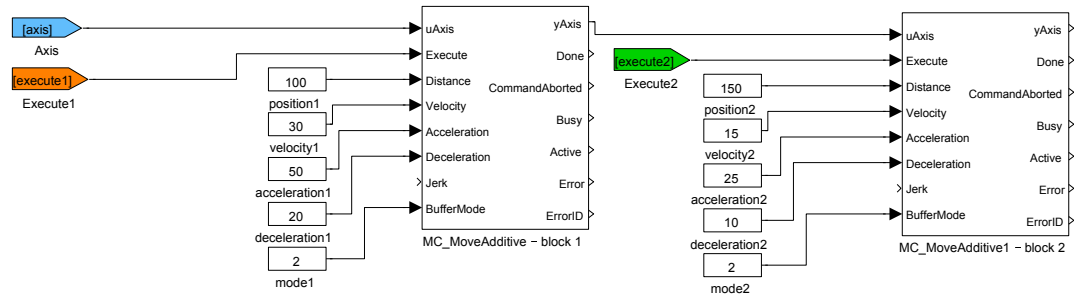 [axis]
Axis
[execute1]
Execute1
100
position1
30
velocity1
50
acceleration1
20
deceleration1
2
mode1
uAxis
Execute
Distance
Velocity
Acceleration
Deceleration
Jerk
BufferMode
yAxis
Done
CommandAborted
Busy
Active
Error
ErrorID
MC_MoveAdditive − block 1
[execute2]
Execute2
150
position2
15
velocity2
25
acceleration2
10
deceleration2
2
mode2
uAxis
Execute
Distance
Velocity
Acceleration
Deceleration
Jerk
BufferMode
yAxis
Done
CommandAborted
Busy
Active
Error
ErrorID
MC_MoveAdditive1 − block 2